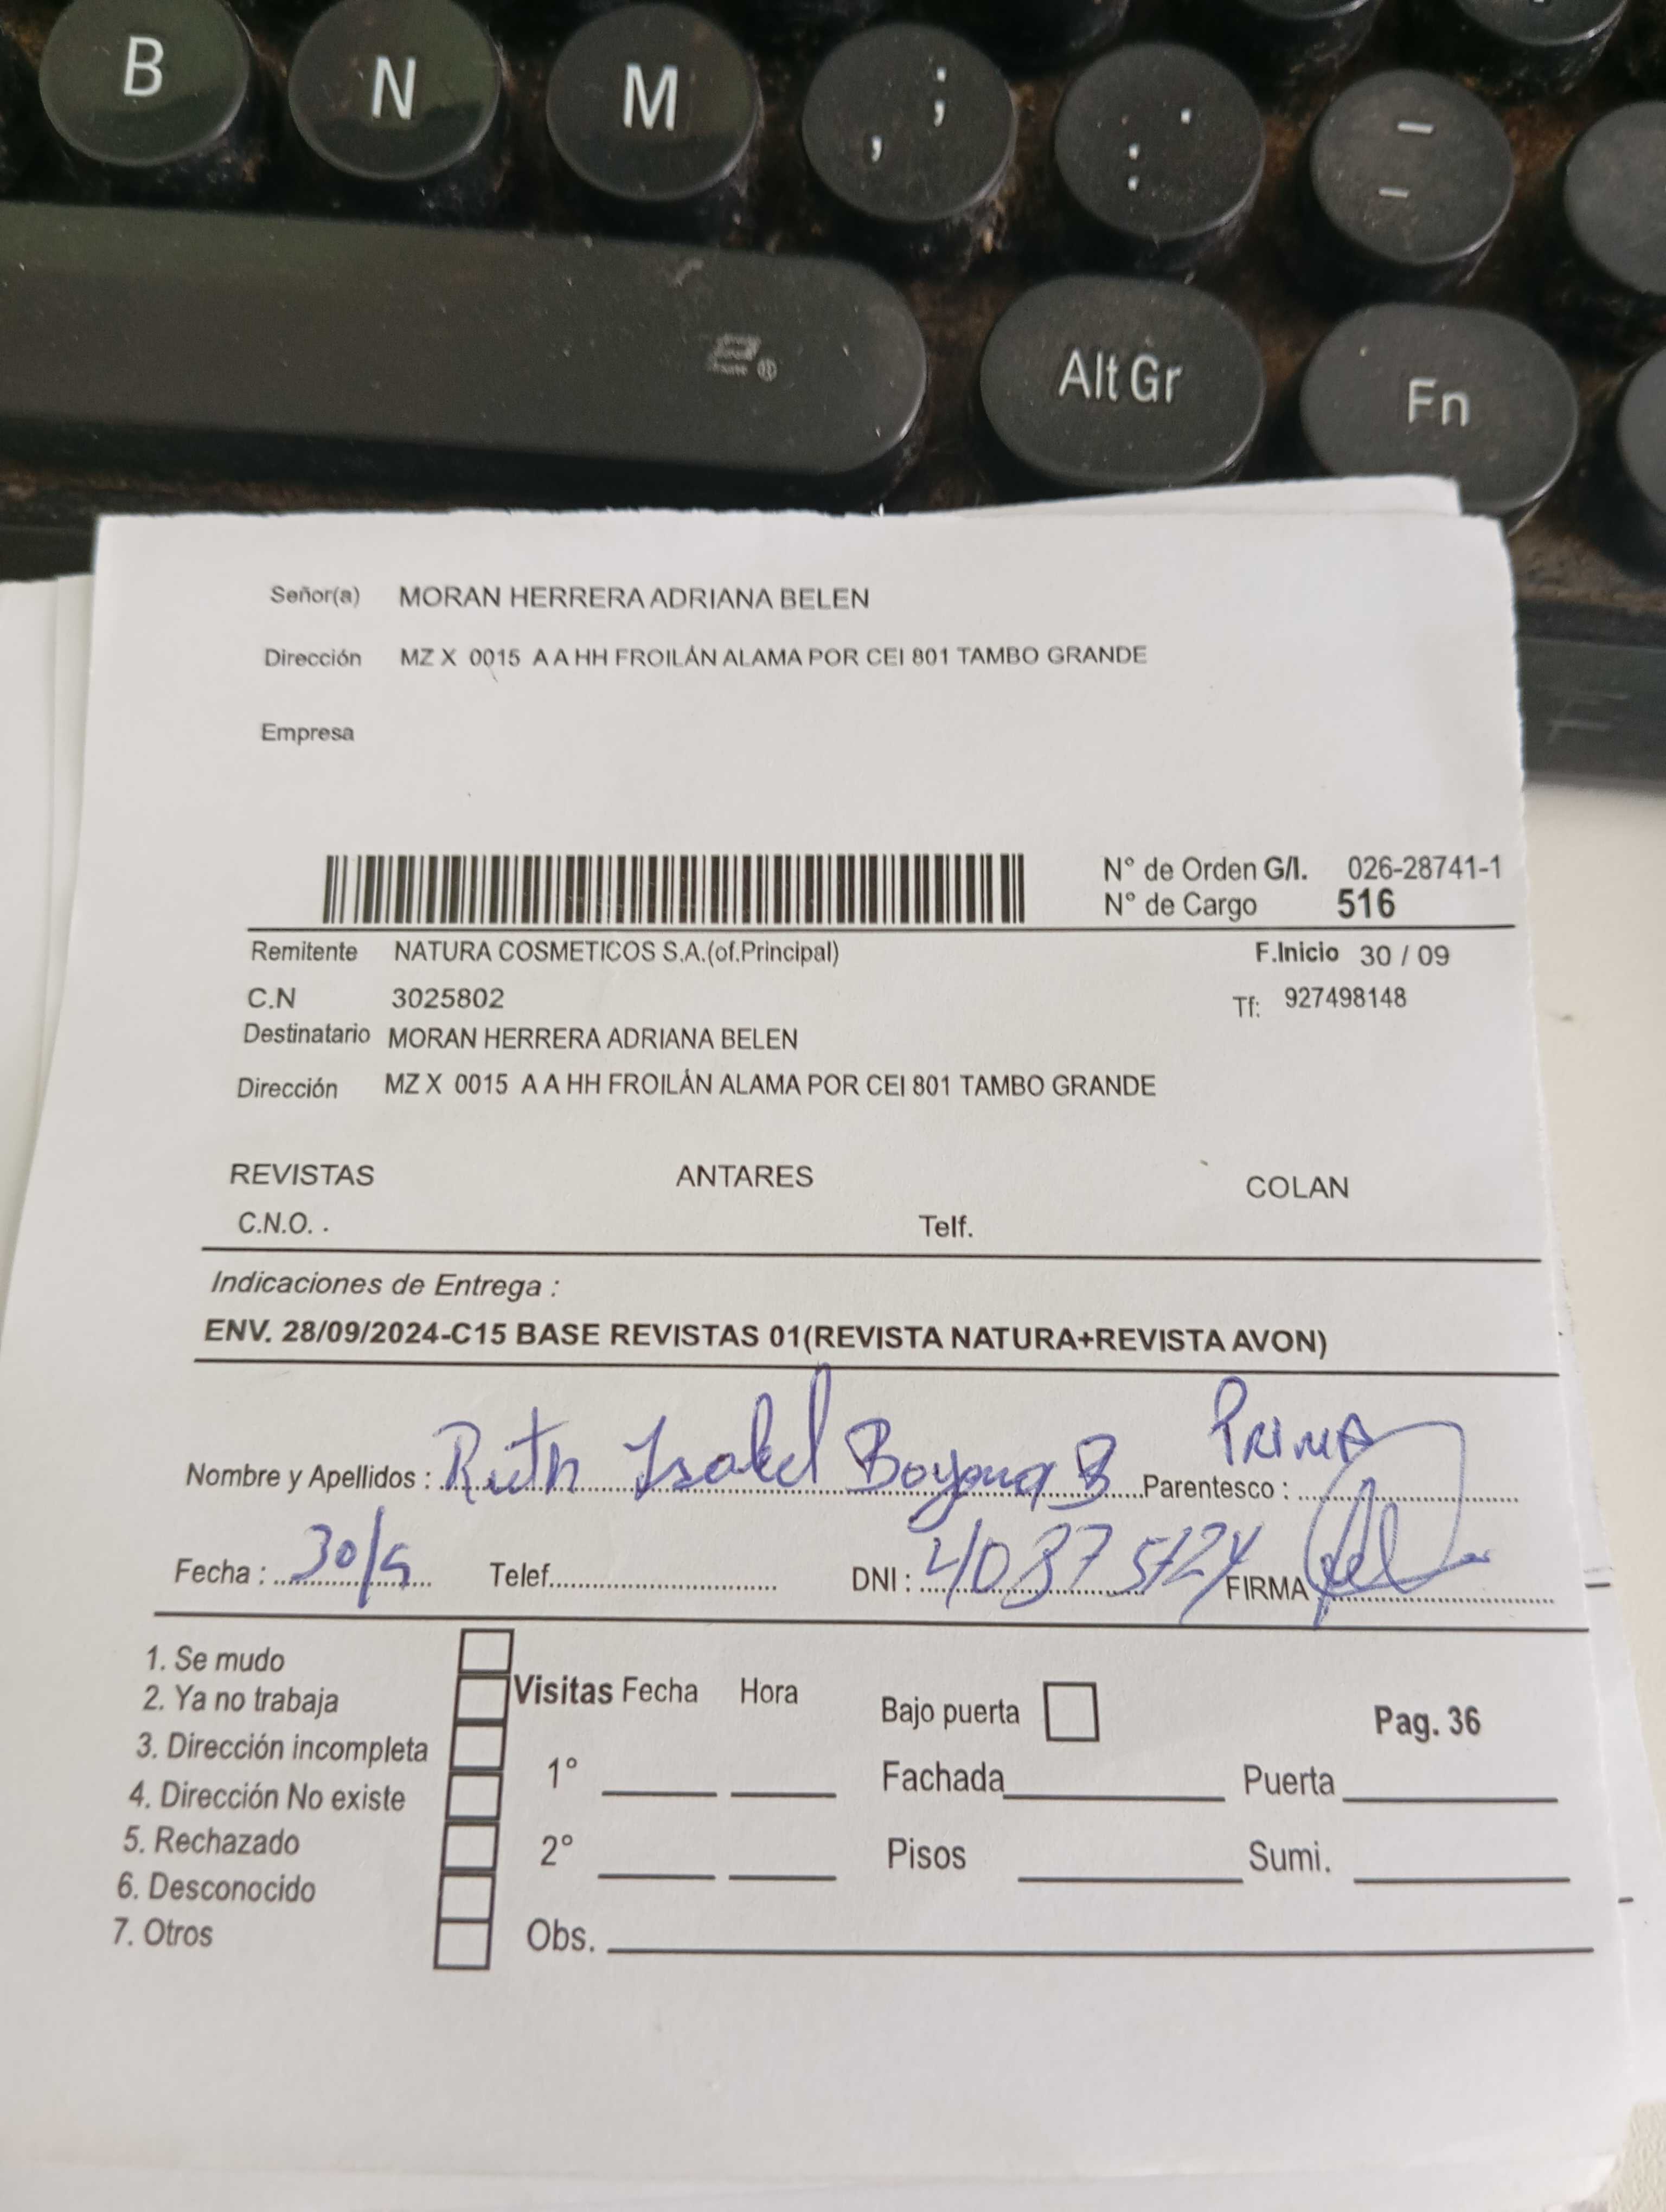 B N M ; , : . - _
Alt Gr Fn
Señor(a) MORAN HERRERA ADRIANA BELEN
Dirección MZ X 0015 A A HH FROILÁN ALAMA POR CEI 801 TAMBO GRANDE
Empresa
N° de Orden G/I. 026-28741-1
N° de Cargo 516
Remitente NATURA COSMETICOS S.A.(of.Principal) F.Inicio 30 / 09
C.N 3025802 Tf: 927498148
Destinatario MORAN HERRERA ADRIANA BELEN
Dirección MZ X 0015 A A HH FROILÁN ALAMA POR CEI 801 TAMBO GRANDE
REVISTAS ANTARES COLAN
C.N.O. . Telf.
Indicaciones de Entrega :
ENV. 28/09/2024-C15 BASE REVISTAS 01(REVISTA NATURA+REVISTA AVON)
Nombre y Apellidos : Ruth Isabel B Parentesco : PRIMA
Fecha : 30/9 Telef. DNI : FIRMA
1. Se mudo
2. Ya no trabaja
3. Dirección incompleta
4. Dirección No existe
5. Rechazado
6. Desconocido
7. Otros
Visitas Fecha Hora
1°
2°
Obs.
Bajo puerta Pag. 36
Fachada Puerta
Pisos Sumi.